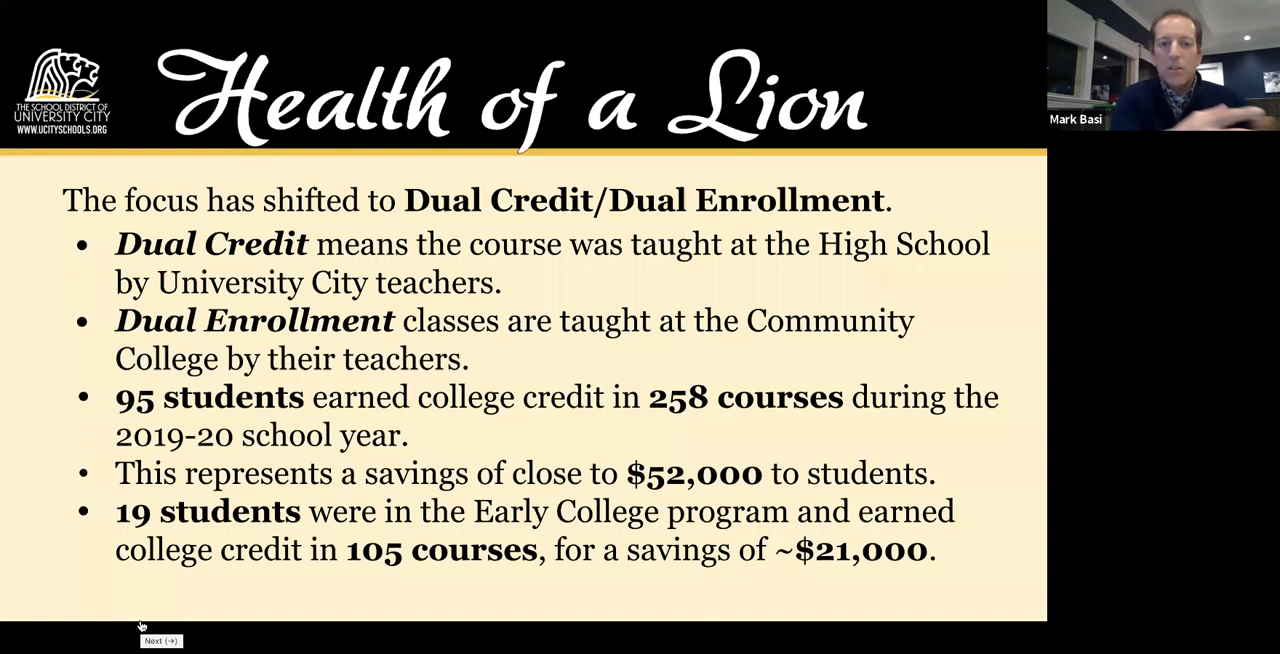 Health of a Lion
THE SCHOOL DISTRICT OF
UNIVERSITY CITY
WWW.UCITYSCHOOLS.ORG
Mark Basi
The focus has shifted to Dual Credit/Dual Enrollment.
• Dual Credit means the course was taught at the High School
by University City teachers.
• Dual Enrollment classes are taught at the Community
College by their teachers.
• 95 students earned college credit in 258 courses during the
2019-20 school year.
• This represents a savings of close to $52,000 to students.
• 19 students were in the Early College program and earned
college credit in 105 courses, for a savings of ~$21,000.
Next (→)